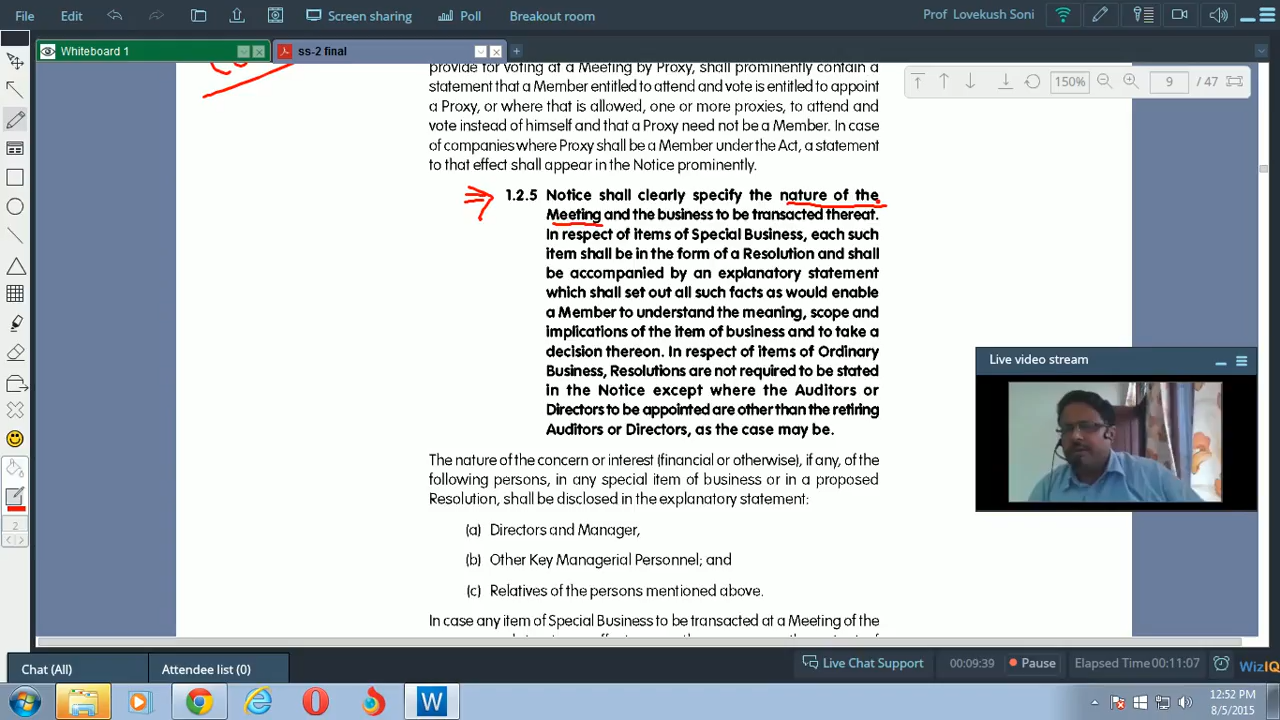 File
Edit
Screen sharing
Poll
Breakout room
Prof Lovekush Soni
Whiteboard 1
ss-2 final
150%
9 / 47
provide for voting at a Meeting by Proxy, shall prominently contain a
statement that a Member entitled to attend and vote is entitled to appoint
a Proxy, or where that is allowed, one or more proxies, to attend and
vote instead of himself and that a Proxy need not be a Member. In case
of companies where Proxy shall be a Member under the Act, a statement
to that effect shall appear in the Notice prominently.
1.2.5 Notice shall clearly specify the nature of the
Meeting and the business to be transacted thereat.
In respect of items of Special Business, each such
item shall be in the form of a Resolution and shall
be accompanied by an explanatory statement
which shall set out all such facts as would enable
a Member to understand the meaning, scope and
implications of the item of business and to take a
decision thereon. In respect of items of Ordinary
Business, Resolutions are not required to be stated
in the Notice except where the Auditors or
Directors to be appointed are other than the retiring
Auditors or Directors, as the case may be.
Live video stream
The nature of the concern or interest (financial or otherwise), if any, of the
following persons, in any special item of business or in a proposed
Resolution, shall be disclosed in the explanatory statement:
(a) Directors and Manager,
(b) Other Key Managerial Personnel; and
(c) Relatives of the persons mentioned above.
In case any item of Special Business to be transacted at a Meeting of the
2
Chat (All)
Attendee list (0)
Live Chat Support
00:09:39
Pause
Elapsed Time 00:11:07
WizIQ
W
12:52 PM
8/5/2015